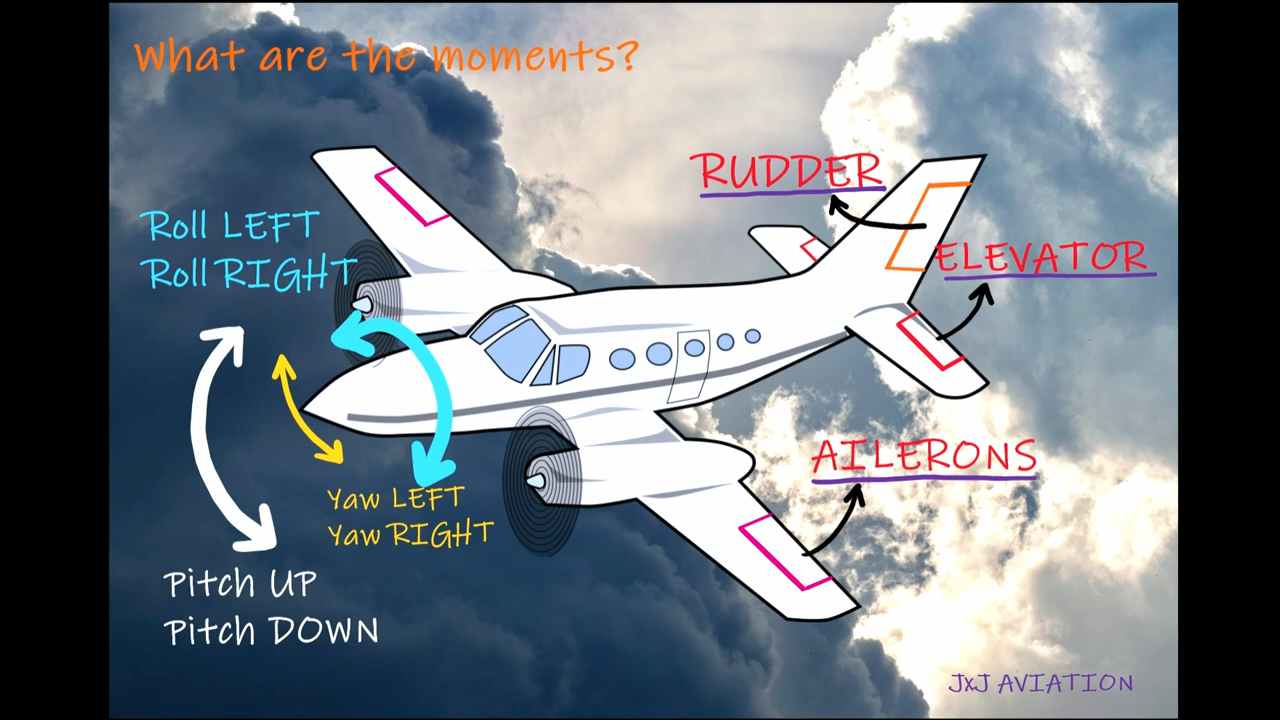 What are the moments?
RUDDER
Roll LEFT
Roll RIGHT
ELEVATOR
AILERONS
Yaw LEFT
Yaw RIGHT
Pitch UP
Pitch DOWN
JxJ AVIATION